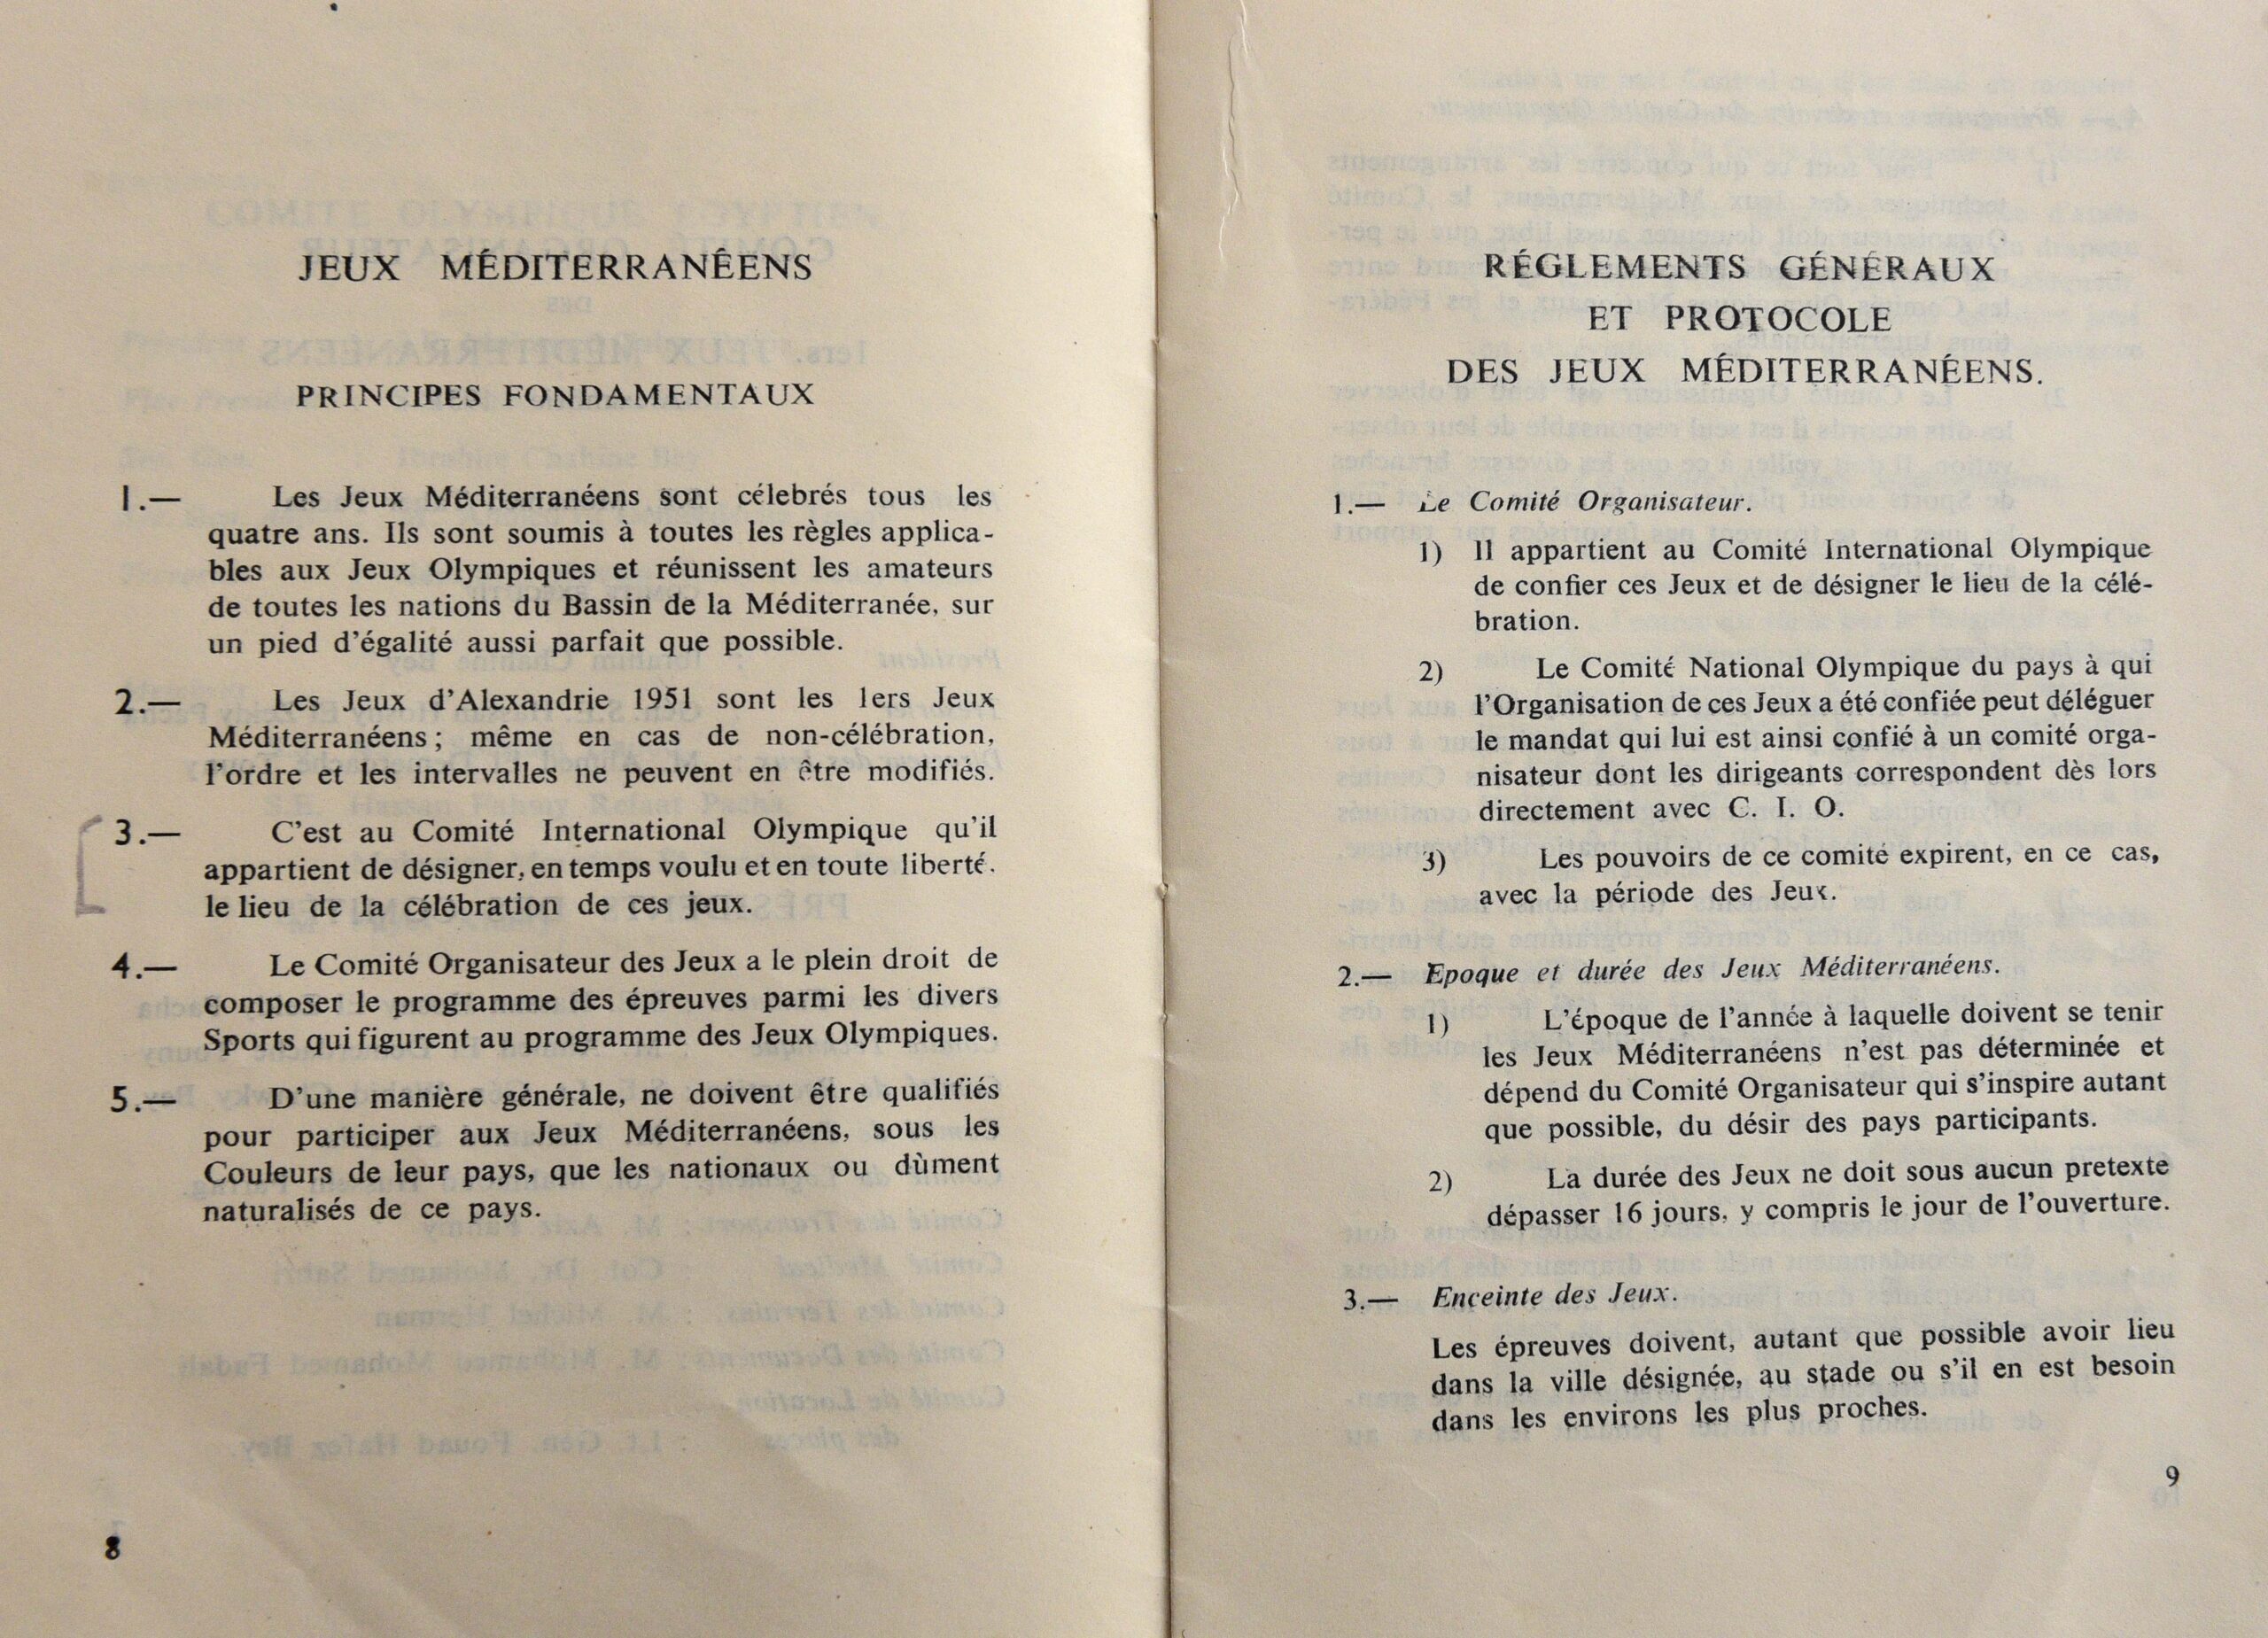 JEUX MÉDITERRANÉENS
PRINCIPES FONDAMENTAUX
1.— Les Jeux Méditerranéens sont célebrés tous les
quatre ans. Ils sont soumis à toutes les règles applica-
bles aux Jeux Olympiques et réunissent les amateurs
de toutes les nations du Bassin de la Méditerranée, sur
un pied d'égalité aussi parfait que possible.
2.— Les Jeux d'Alexandrie 1951 sont les 1ers Jeux
Méditerranéens; même en cas de non-célébration,
l'ordre et les intervalles ne peuvent en être modifiés.
3.— C'est au Comité International Olympique qu'il
appartient de désigner, en temps voulu et en toute liberté.
le lieu de la célébration de ces jeux.
4.— Le Comité Organisateur des Jeux a le plein droit de
composer le programme des épreuves parmi les divers
Sports qui figurent au programme des Jeux Olympiques.
5.— D'une manière générale, ne doivent être qualifiés
pour participer aux Jeux Méditerranéens, sous les
Couleurs de leur pays, que les nationaux ou dùment
naturalisés de ce pays.
8
RÉGLEMENTS GÉNÉRAUX
ET PROTOCOLE
DES JEUX MÉDITERRANÉENS.
1.— Le Comité Organisateur.
1) Il appartient au Comité International Olympique
de confier ces Jeux et de désigner le lieu de la célé-
bration.
2) Le Comité National Olympique du pays à qui
l'Organisation de ces Jeux a été confiée peut déléguer
le mandat qui lui est ainsi confié à un comité orga-
nisateur dont les dirigeants correspondent dès lors
directement avec C. I. O.
3) Les pouvoirs de ce comité expirent, en ce cas,
avec la période des Jeux.
2.— Epoque et durée des Jeux Méditerranéens.
1) L'époque de l'année à laquelle doivent se tenir
les Jeux Méditerranéens n'est pas déterminée et
dépend du Comité Organisateur qui s'inspire autant
que possible, du désir des pays participants.
2) La durée des Jeux ne doit sous aucun pretexte
dépasser 16 jours, y compris le jour de l'ouverture.
3.— Enceinte des Jeux.
Les épreuves doivent, autant que possible avoir lieu
dans la ville désignée, au stade ou s'il en est besoin
dans les environs les plus proches.
9